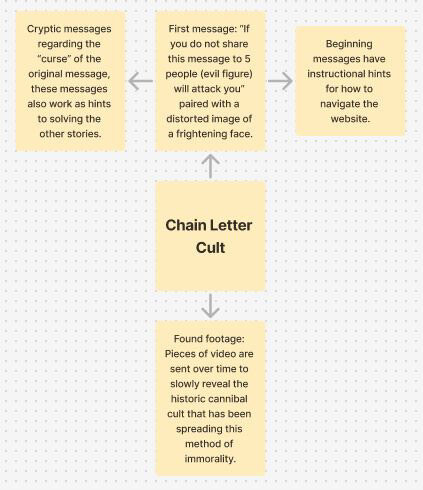 Cryptic messages
regarding the
“curse” of the
original message,
these messages
also work as hints
to solving the
other stories.
First message: “If
you do not share
this message to 5
people (evil figure)
will attack you”
paired with a
distorted image of
a frightening face.
Beginning
messages have
instructional hints
for how to
navigate the
website.
Chain Letter
Cult
Found footage:
Pieces of video are
sent over time to
slowly reveal the
historic cannibal
cult that has been
spreading this
method of
immorality.